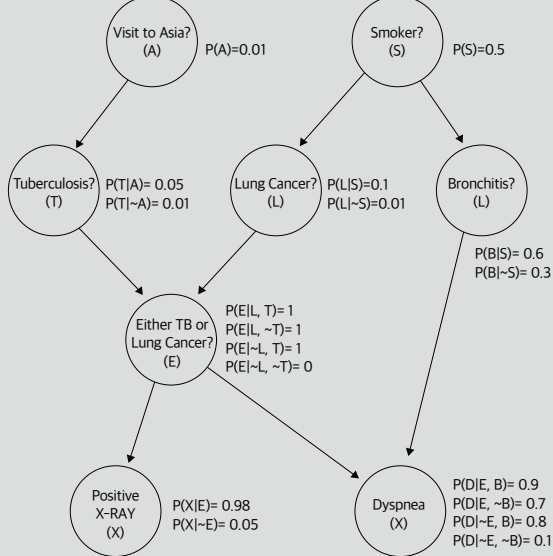 Visit to Asia?
(A)
P(A)=0.01
Smoker?
(S)
P(S)=0.5
Tuberculosis?
(T)
P(T|A)= 0.05
P(T|~A)= 0.01
Lung Cancer?
(L)
P(L|S)=0.1
P(L|~S)=0.01
Bronchitis?
(L)
P(B|S)= 0.6
P(B|~S)= 0.3
Either TB or
Lung Cancer?
(E)
P(E|L, T)= 1
P(E|L, ~T)= 1
P(E|~L, T)= 1
P(E|~L, ~T)= 0
Positive
X-RAY
(X)
P(X|E)= 0.98
P(X|~E)= 0.05
Dyspnea
(X)
P(D|E, B)= 0.9
P(D|E, ~B)= 0.7
P(D|~E, B)= 0.8
P(D|~E, ~B)= 0.1